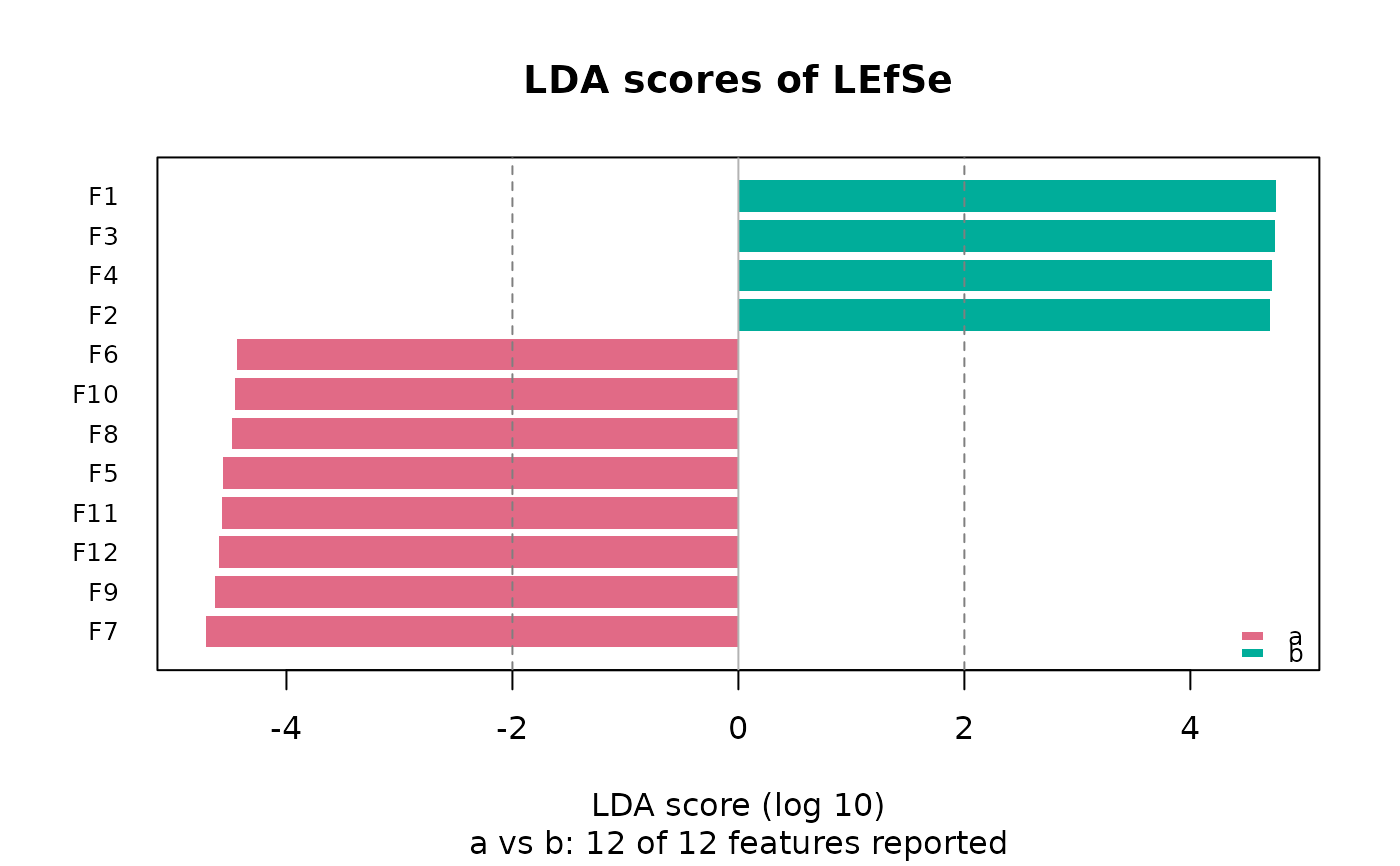 LDA scores of LEfSe
F1
F3
F4
F2
F6
F10
F8
F5
F11
F12
F9
F7
a
b
-4 -2 0 2 4
LDA score (log 10)
a vs b: 12 of 12 features reported